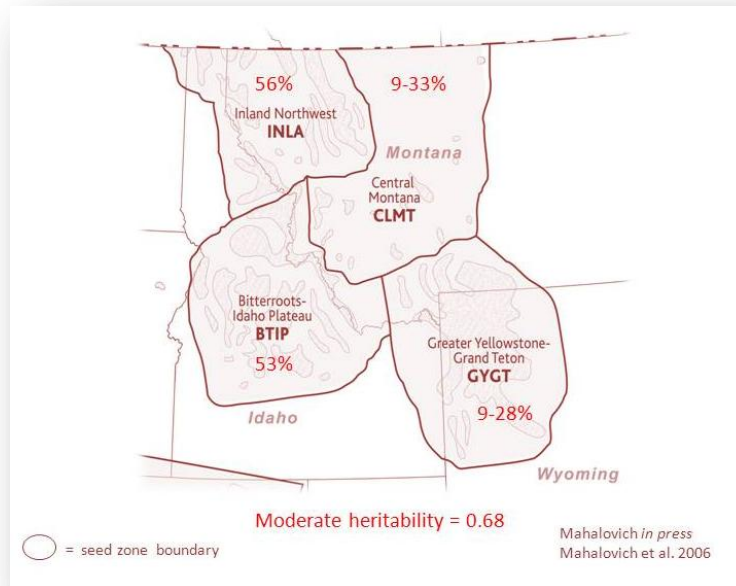 56%
9-33%
Inland Northwest
INLA
Montana
Central
Montana
CLMT
Bitterroots-
Idaho Plateau
BTIP
53%
Greater Yellowstone-
Grand Teton
GYGT
9-28%
Idaho
Wyoming
Moderate heritability = 0.68
= seed zone boundary
Mahalovich in press
Mahalovich et al. 2006